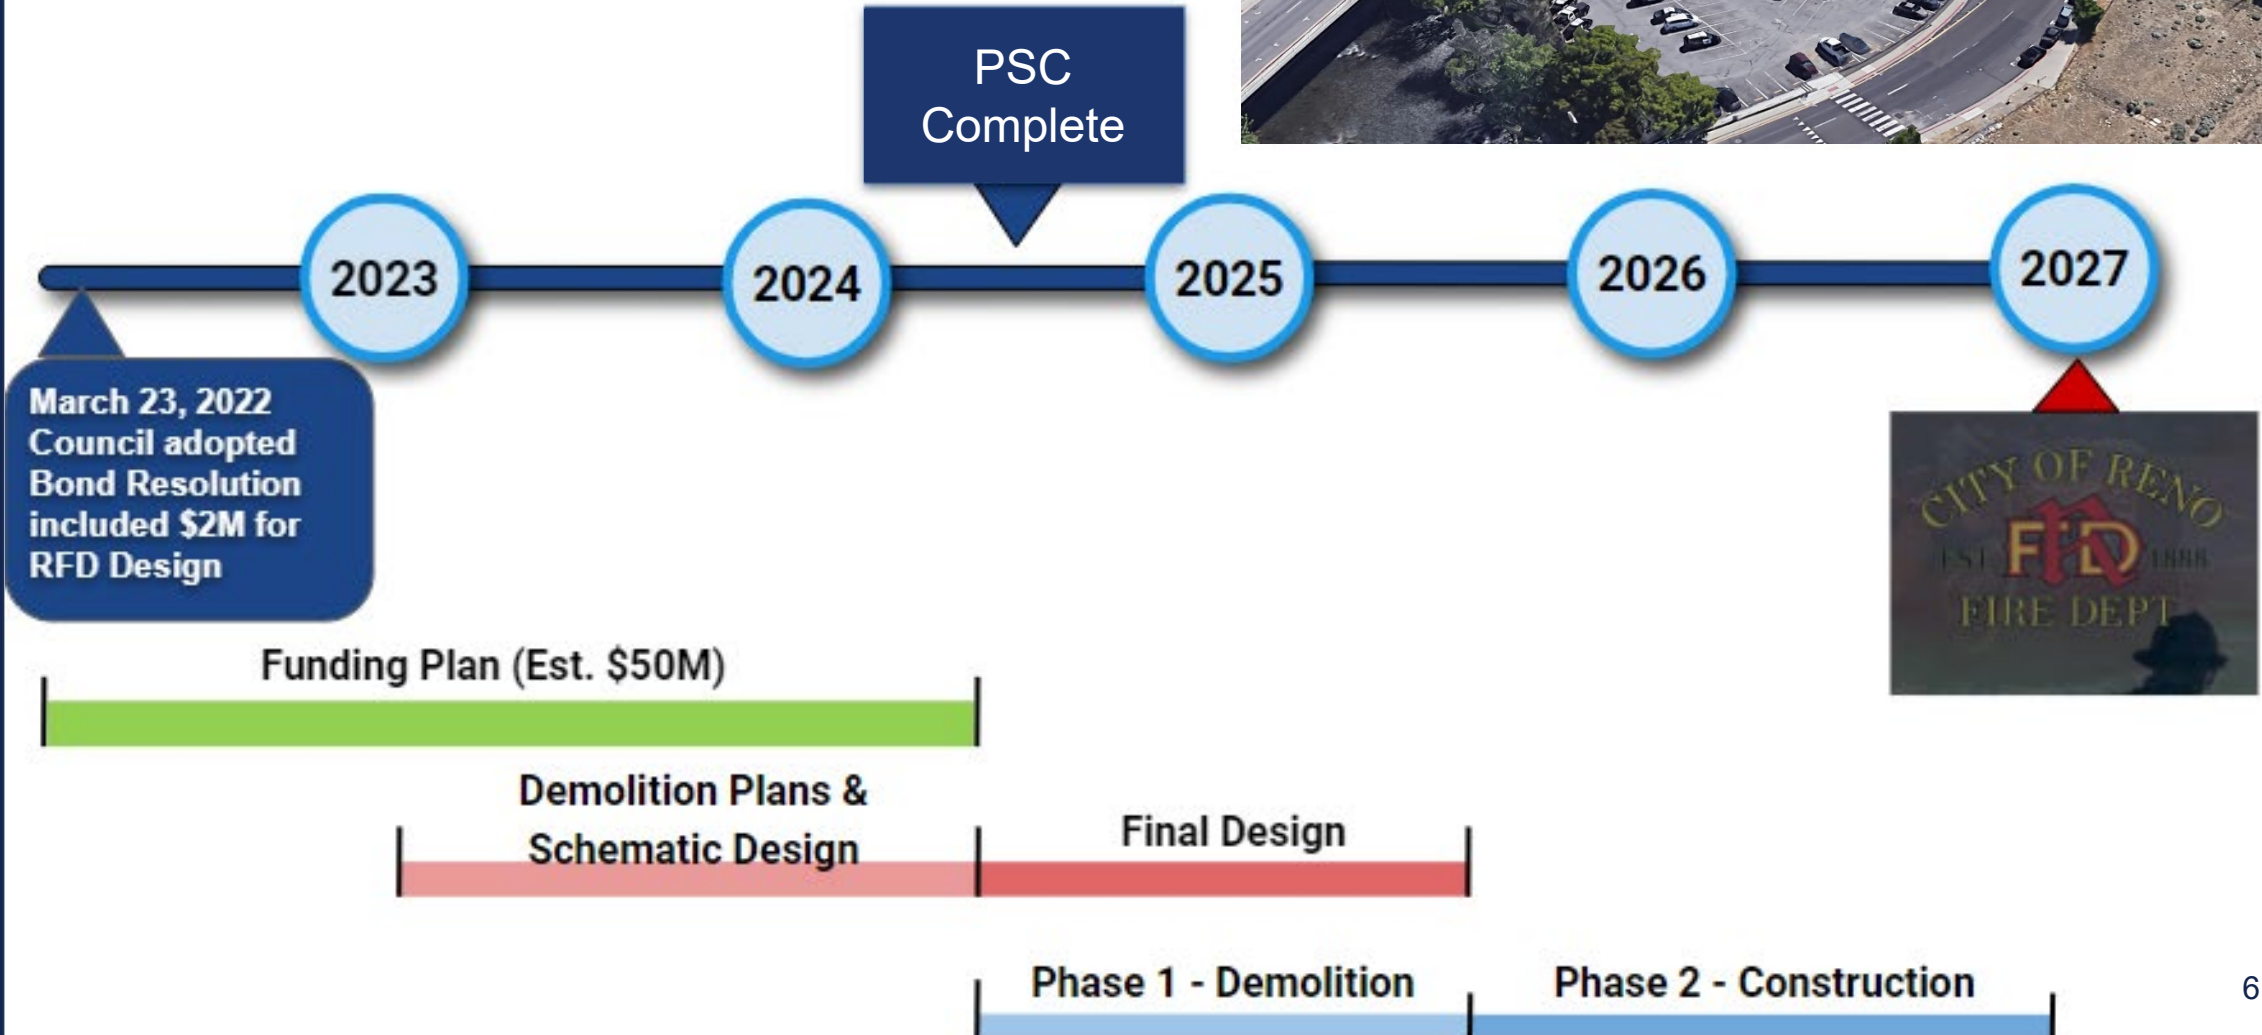 PSC
Complete
2023
2024
2025
2026
2027
March 23, 2022
Council adopted
Bond Resolution
included $2M for
RFD Design
CITY OF RENO
EST. 1888
FRD
FIRE DEPT
Funding Plan (Est. $50M)
Demolition Plans &
Schematic Design
Final Design
Phase 1 - Demolition
Phase 2 - Construction
6